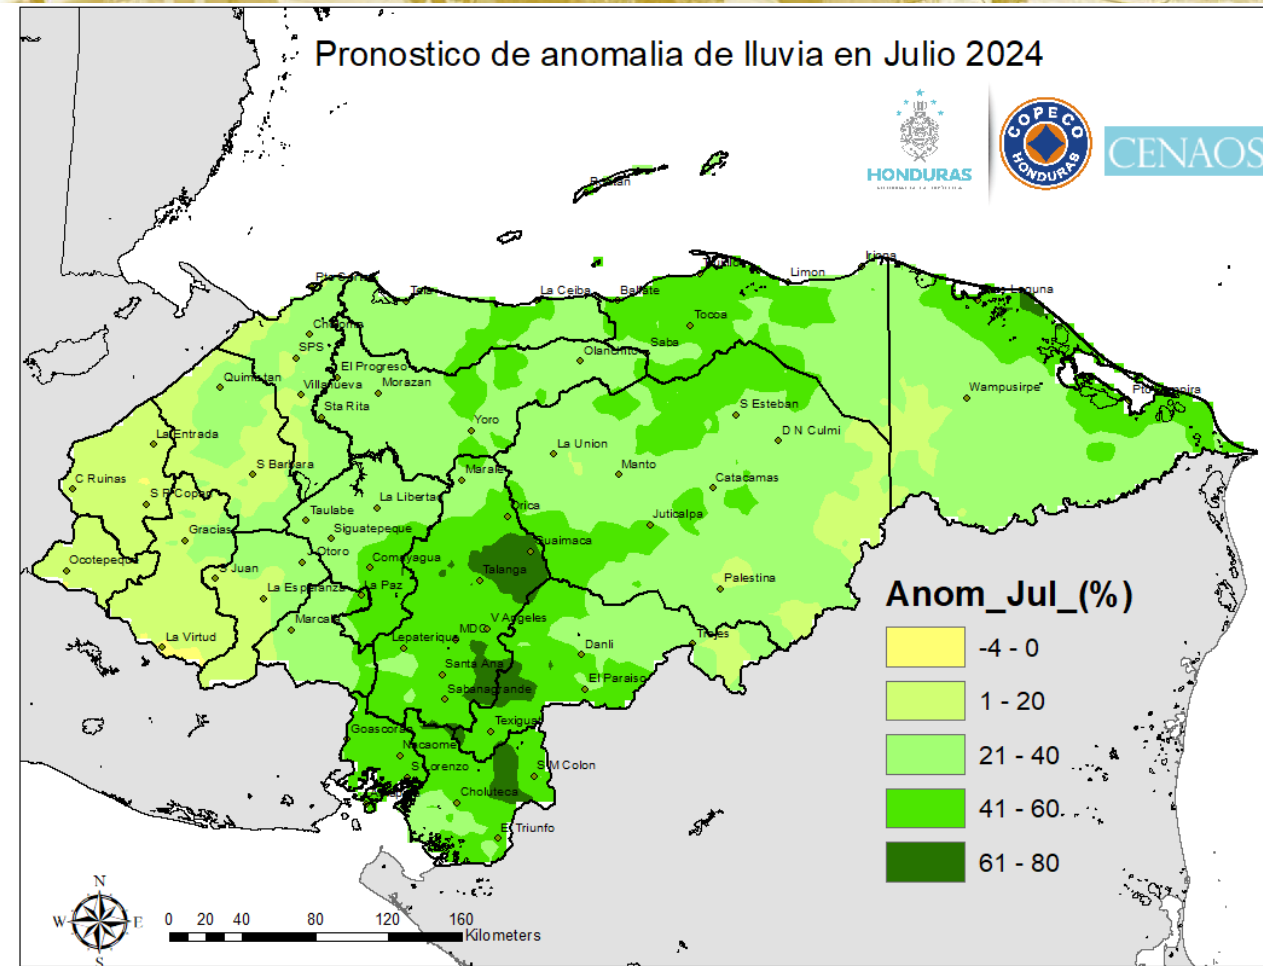 Pronostico de anomalia de lluvia en Julio 2024
HONDURAS
COPECO
HONDURAS
CENAOS
Limon
La Ceiba
Balfate
Tocoa
Saba
Olanchito
SPS
El Progreso
Morazan
Villanueva
Sta Rita
Wampusirpe
S Esteban
D N Culmi
Yoro
La Entrada
La Union
S Barbara
Manto
Marale
C Ruinas
Catacamas
S R Copan
La Libertad
Orica
Taulabe
Juticalpa
Gracias
Siguatepeque
Guaimaca
Otoro
Comayagua
Ocotepeque
S Juan
Talanga
Palestina
La Esperanza
La Paz
Marcala
V Angeles
MDC
La Virtud
Lepaterique
Trojes
Danli
Santa Ana
El Paraiso
Sabanagrande
Texiguat
Goascoran
Nacaome
S Lorenzo
S M Colon
Choluteca
El Triunfo
Anom_Jul_(%)
-4 - 0
1 - 20
21 - 40
41 - 60
61 - 80
N
W
E
S
0 20 40 80 120 160
Kilometers